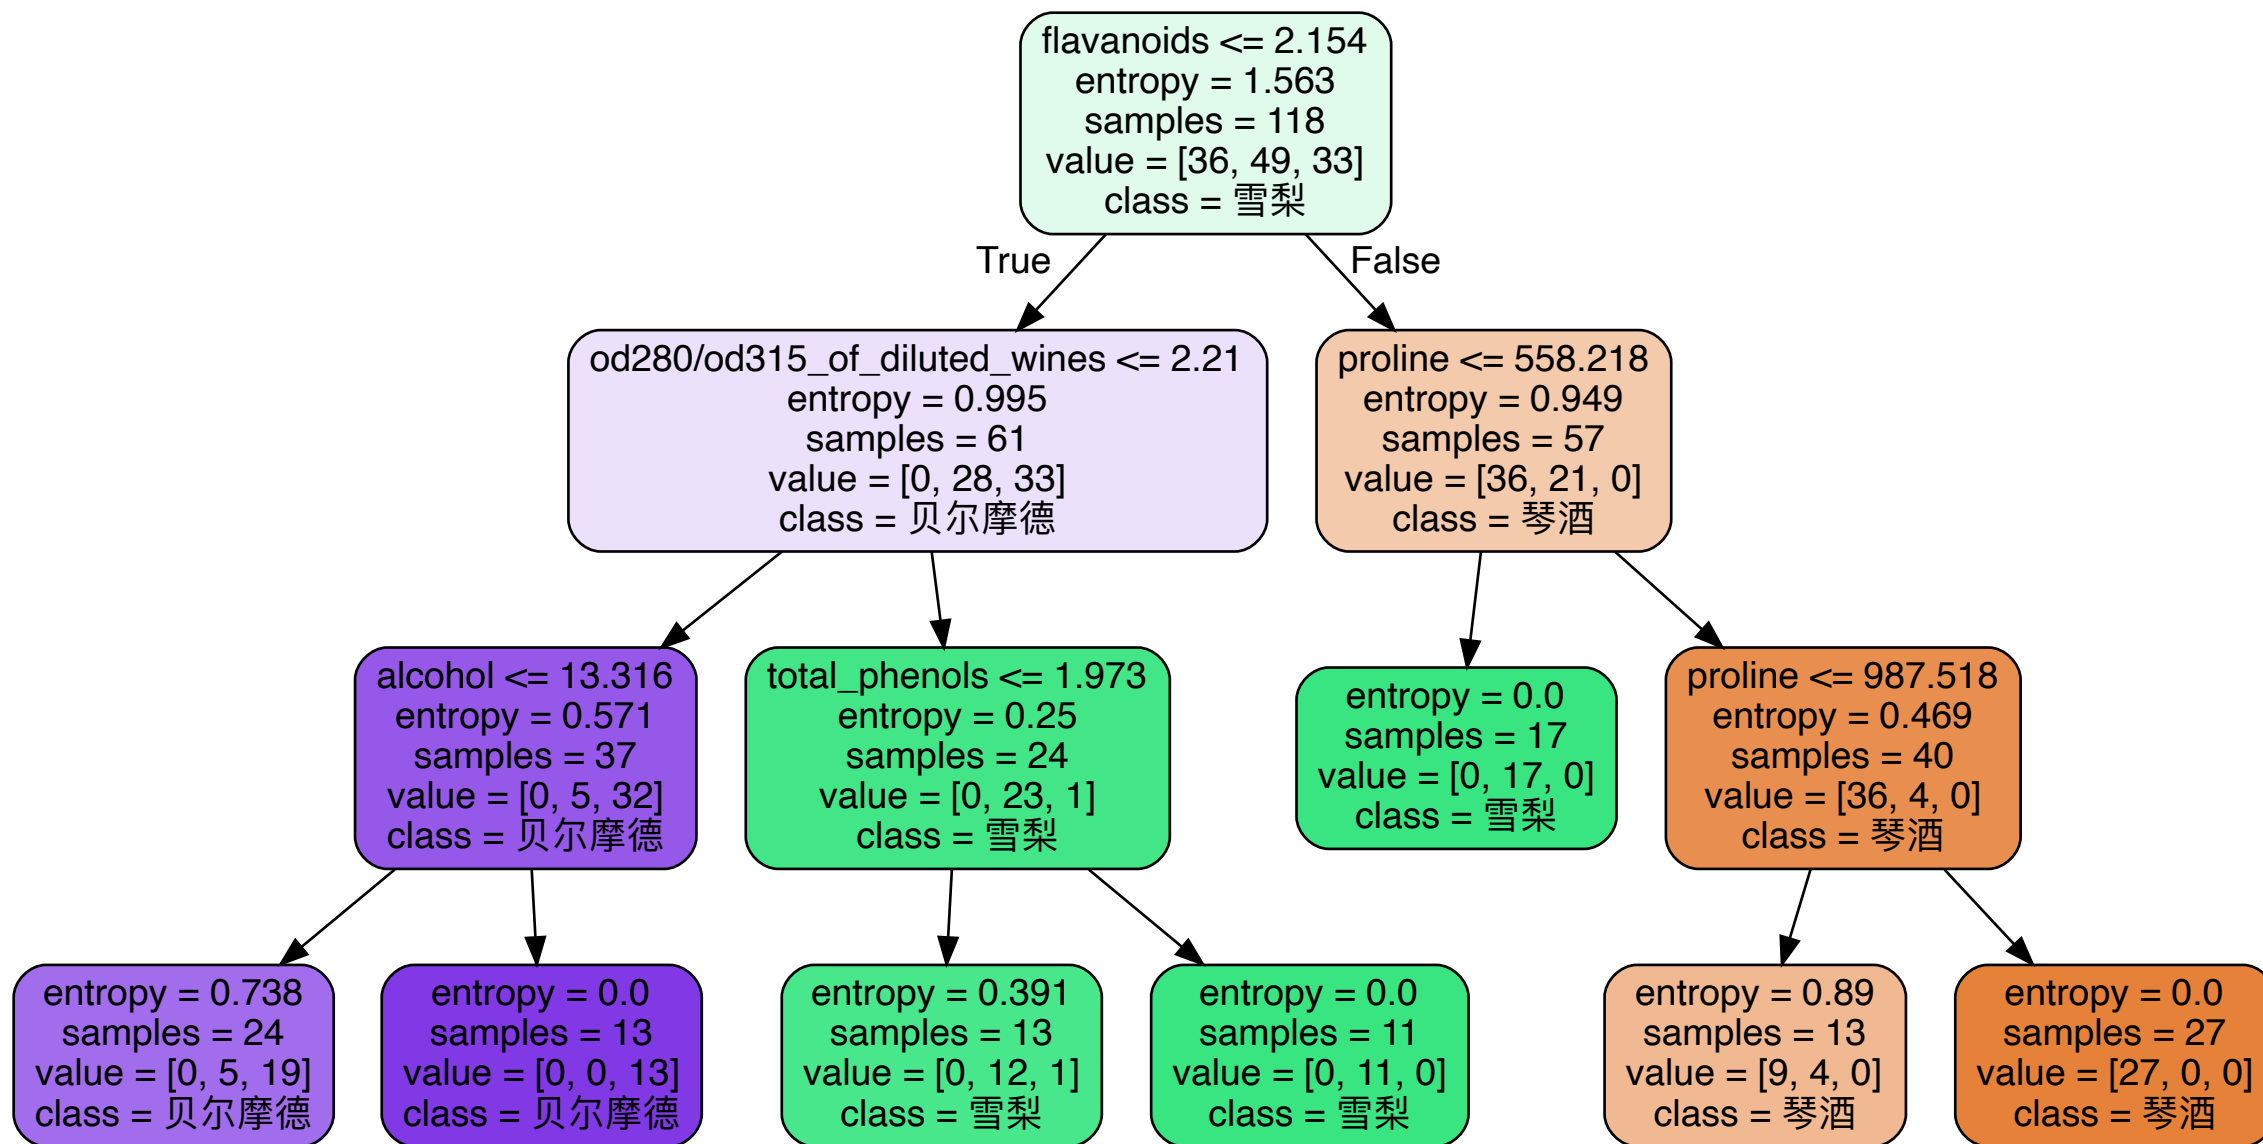 flavanoids <= 2.154
entropy = 1.563
samples = 118
value = [36, 49, 33]
class = 雪梨
True
False
od280/od315_of_diluted_wines <= 2.21
entropy = 0.995
samples = 61
value = [0, 28, 33]
class = 贝尔摩德
proline <= 558.218
entropy = 0.949
samples = 57
value = [36, 21, 0]
class = 琴酒
alcohol <= 13.316
entropy = 0.571
samples = 37
value = [0, 5, 32]
class = 贝尔摩德
total_phenols <= 1.973
entropy = 0.25
samples = 24
value = [0, 23, 1]
class = 雪梨
entropy = 0.0
samples = 17
value = [0, 17, 0]
class = 雪梨
proline <= 987.518
entropy = 0.469
samples = 40
value = [36, 4, 0]
class = 琴酒
entropy = 0.738
samples = 24
value = [0, 5, 19]
class = 贝尔摩德
entropy = 0.0
samples = 13
value = [0, 0, 13]
class = 贝尔摩德
entropy = 0.391
samples = 13
value = [0, 12, 1]
class = 雪梨
entropy = 0.0
samples = 11
value = [0, 11, 0]
class = 雪梨
entropy = 0.89
samples = 13
value = [9, 4, 0]
class = 琴酒
entropy = 0.0
samples = 27
value = [27, 0, 0]
class = 琴酒